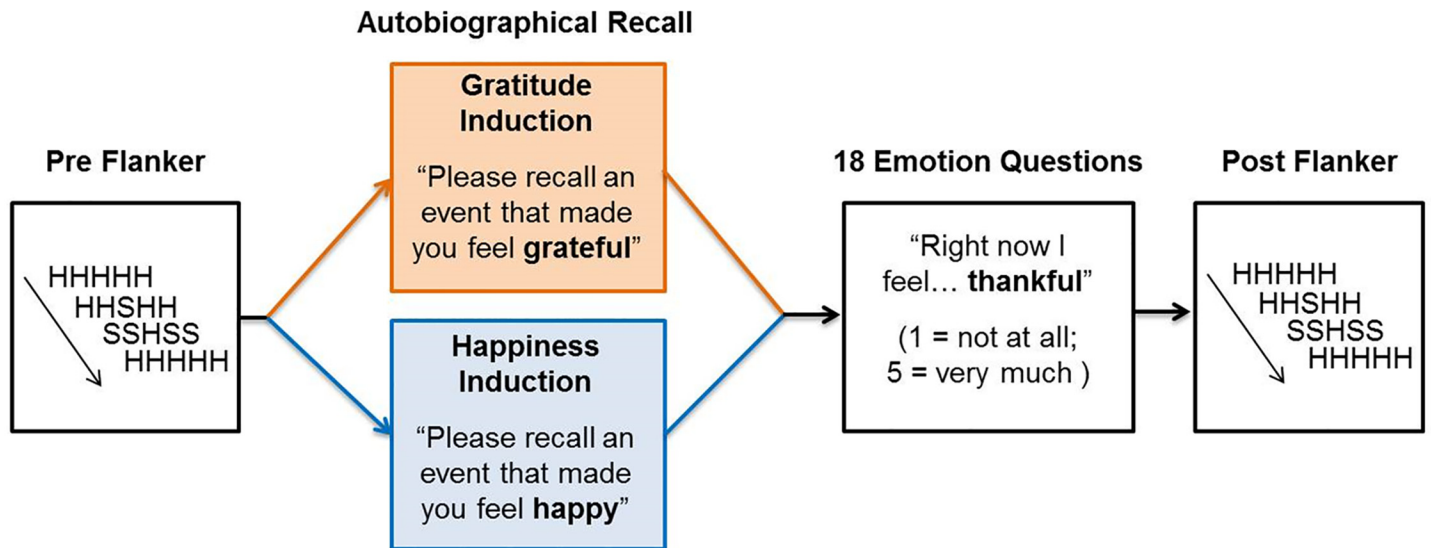 Autobiographical Recall
Pre Flanker
HHHHH
HHSHH
SSHSS
HHHHH
Gratitude
Induction
“Please recall an
event that made
you feel grateful”
Happiness
Induction
“Please recall an
event that made
you feel happy”
18 Emotion Questions
“Right now I
feel... thankful”
(1 = not at all;
5 = very much )
Post Flanker
HHHHH
HHSHH
SSHSS
HHHHH